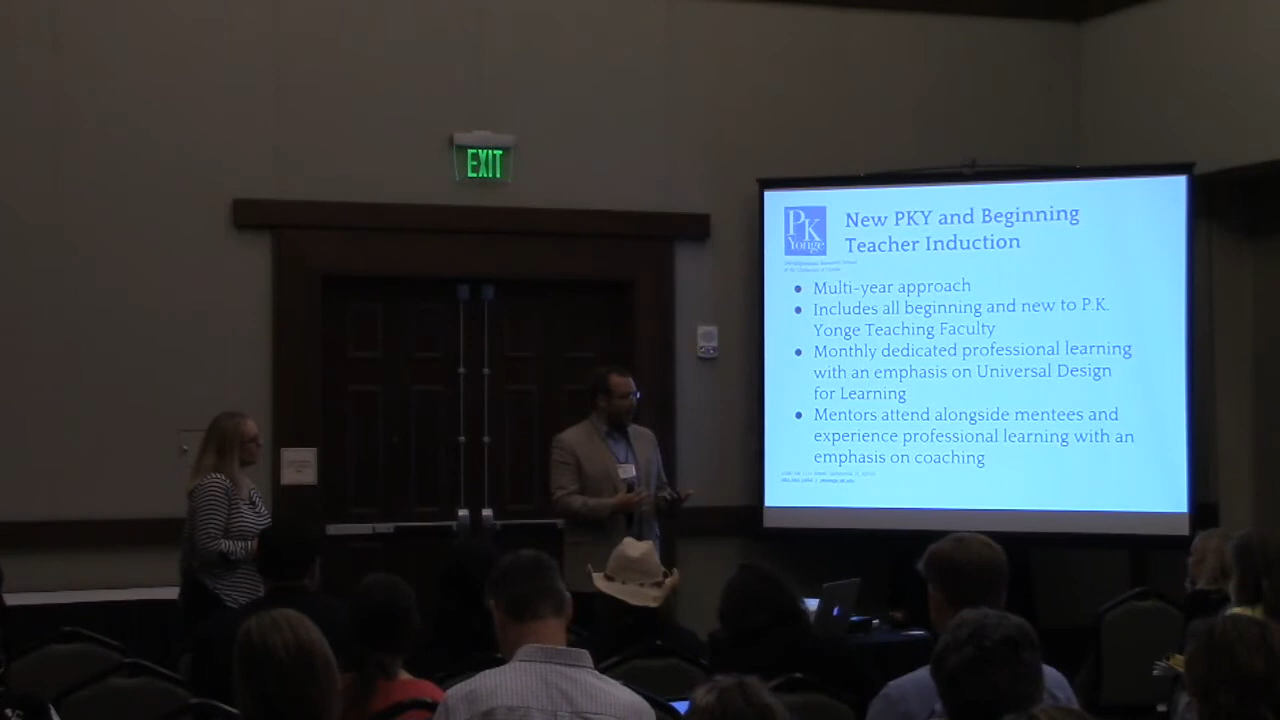 EXIT
PK
Yonge
New PKY and Beginning
Teacher Induction
● Multi-year approach
● Includes all beginning and new to P.K.
Yonge Teaching Faculty
● Monthly dedicated professional learning
with an emphasis on Universal Design
for Learning
● Mentors attend alongside mentees and
experience professional learning with an
emphasis on coaching